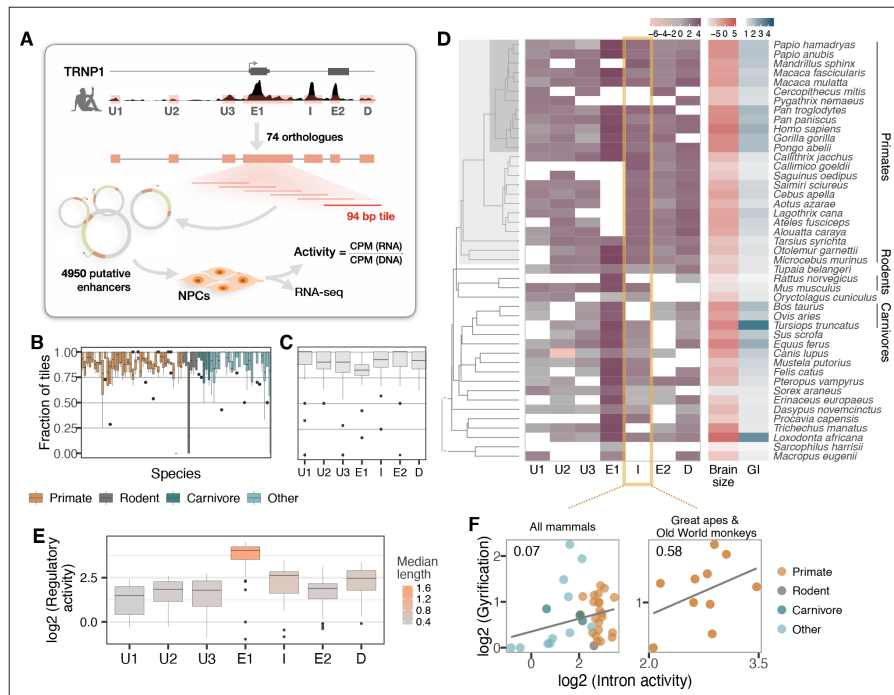 A
TRNP1
U1
U2
U3
E1
I
E2
D
74 orthologues
94 bp tile
4950 putative
enhancers
NPCs
Activity = CPM (RNA)
CPM (DNA)
RNA-seq
B
Fraction of tiles
1.00
0.75
0.50
0.25
0.00
Species
C
U1
U2
U3
E1
I
E2
D
Primate
Rodent
Carnivore
Other
D
−6−4−2 0 2 4
−5 0 5
1 2 3 4
Papio hamadryas
Papio anubis
Mandrillus sphinx
Macaca fascicularis
Macaca mulatta
Cercopithecus mitis
Pygathrix nemaeus
Pan troglodytes
Pan paniscus
Homo sapiens
Gorilla gorilla
Pongo abelii
Callithrix jacchus
Callimico goeldii
Saguinus oedipus
Saimiri sciureus
Cebus apella
Aotus azarae
Lagothrix cana
Ateles fusciceps
Alouatta caraya
Tarsius syrichta
Otolemur garnettii
Microcebus murinus
Tupaia belangeri
Rattus norvegicus
Mus musculus
Oryctolagus cuniculus
Bos taurus
Ovis aries
Tursiops truncatus
Sus scrofa
Equus ferus
Canis lupus
Mustela putorius
Felis catus
Pteropus vampyrus
Sorex araneus
Erinaceus europaeus
Dasypus novemcinctus
Procavia capensis
Trichechus manatus
Loxodonta africana
Sarcophilus harrisii
Macropus eugenii
Primates
Rodents
Carnivores
U1
U2
U3
E1
I
E2
D
Brain
size
GI
E
log2 (Regulatory
activity)
2.5
0.0
U1
U2
U3
E1
I
E2
D
Median
length
1.6
1.2
0.8
0.4
F
All mammals
Great apes &
Old World monkeys
0.07
0.58
log2 (Gyrification)
2
1
0
1
0
2
2.0
3.5
log2 (Intron activity)
Primate
Rodent
Carnivore
Other